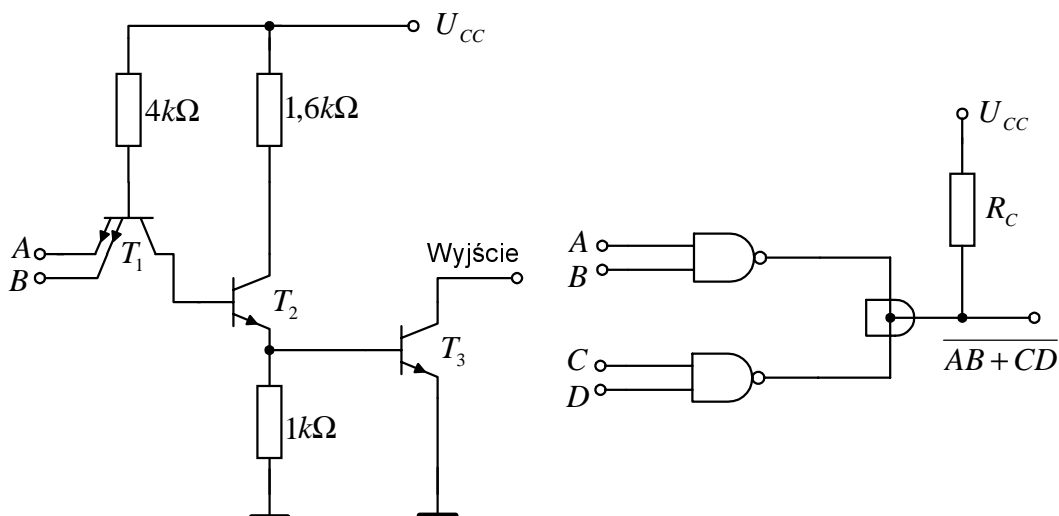 U_CC
4kΩ
1,6kΩ
A
B
T_1
T_2
Wyjście
T_3
1kΩ
U_CC
R_C
A
B
C
D
\overline{AB + CD}